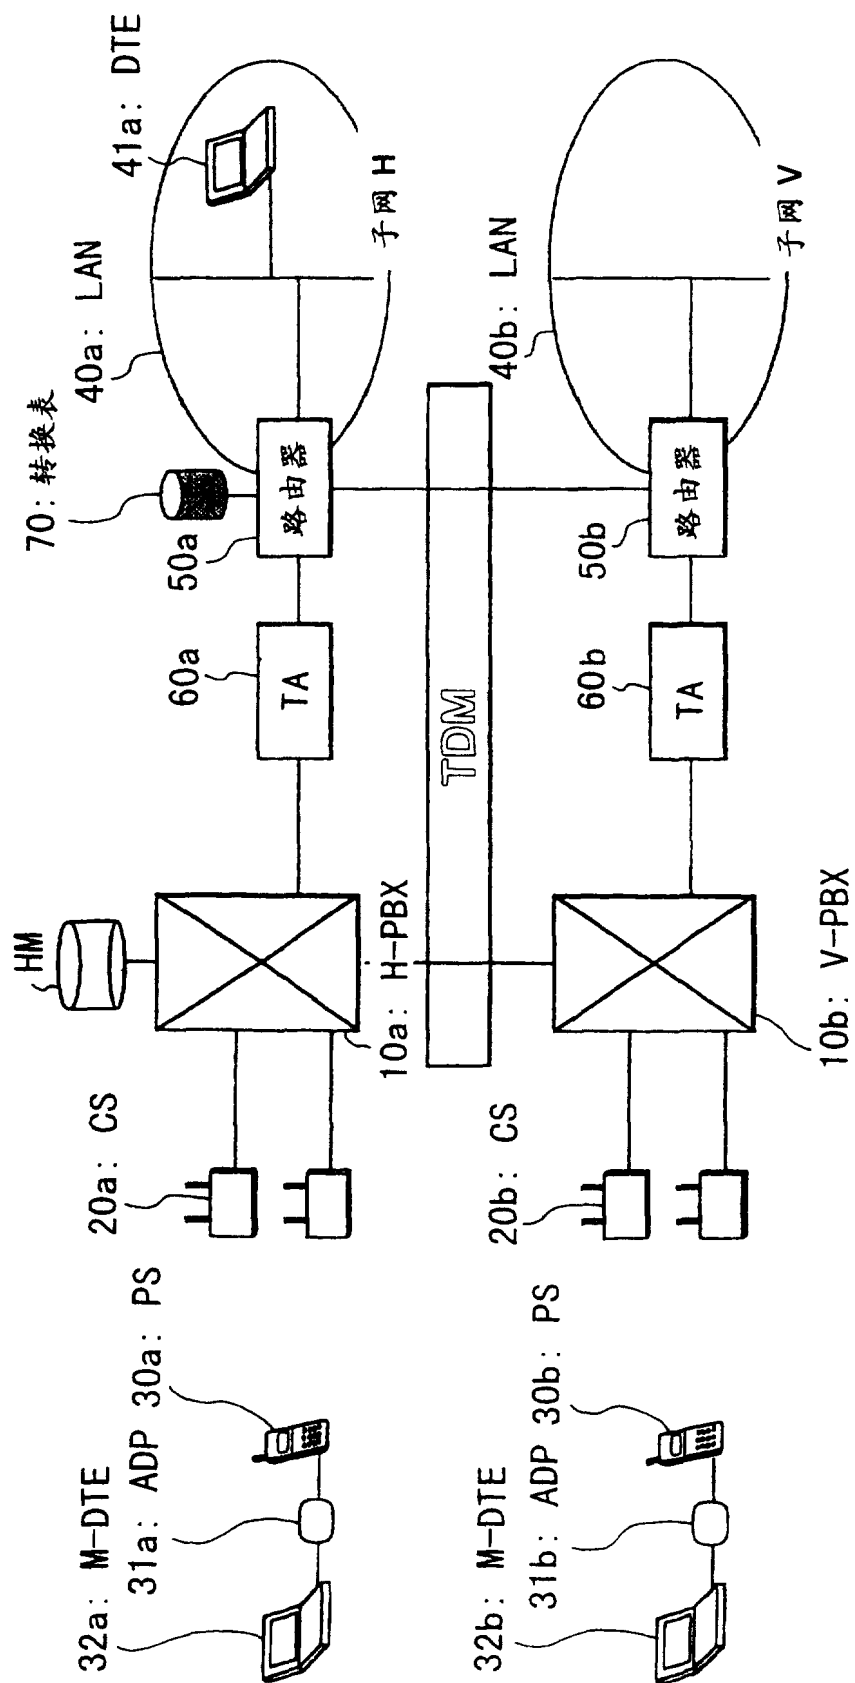 HM
20a: CS
10a: H-PBX
32a: M-DTE
31a: ADP
30a: PS
60a
TA
50a
路由器
70: 转换表
40a: LAN
41a: DTE
子网 H
TDM
20b: CS
10b: V-PBX
32b: M-DTE
31b: ADP
30b: PS
60b
TA
50b
路由器
40b: LAN
子网 V